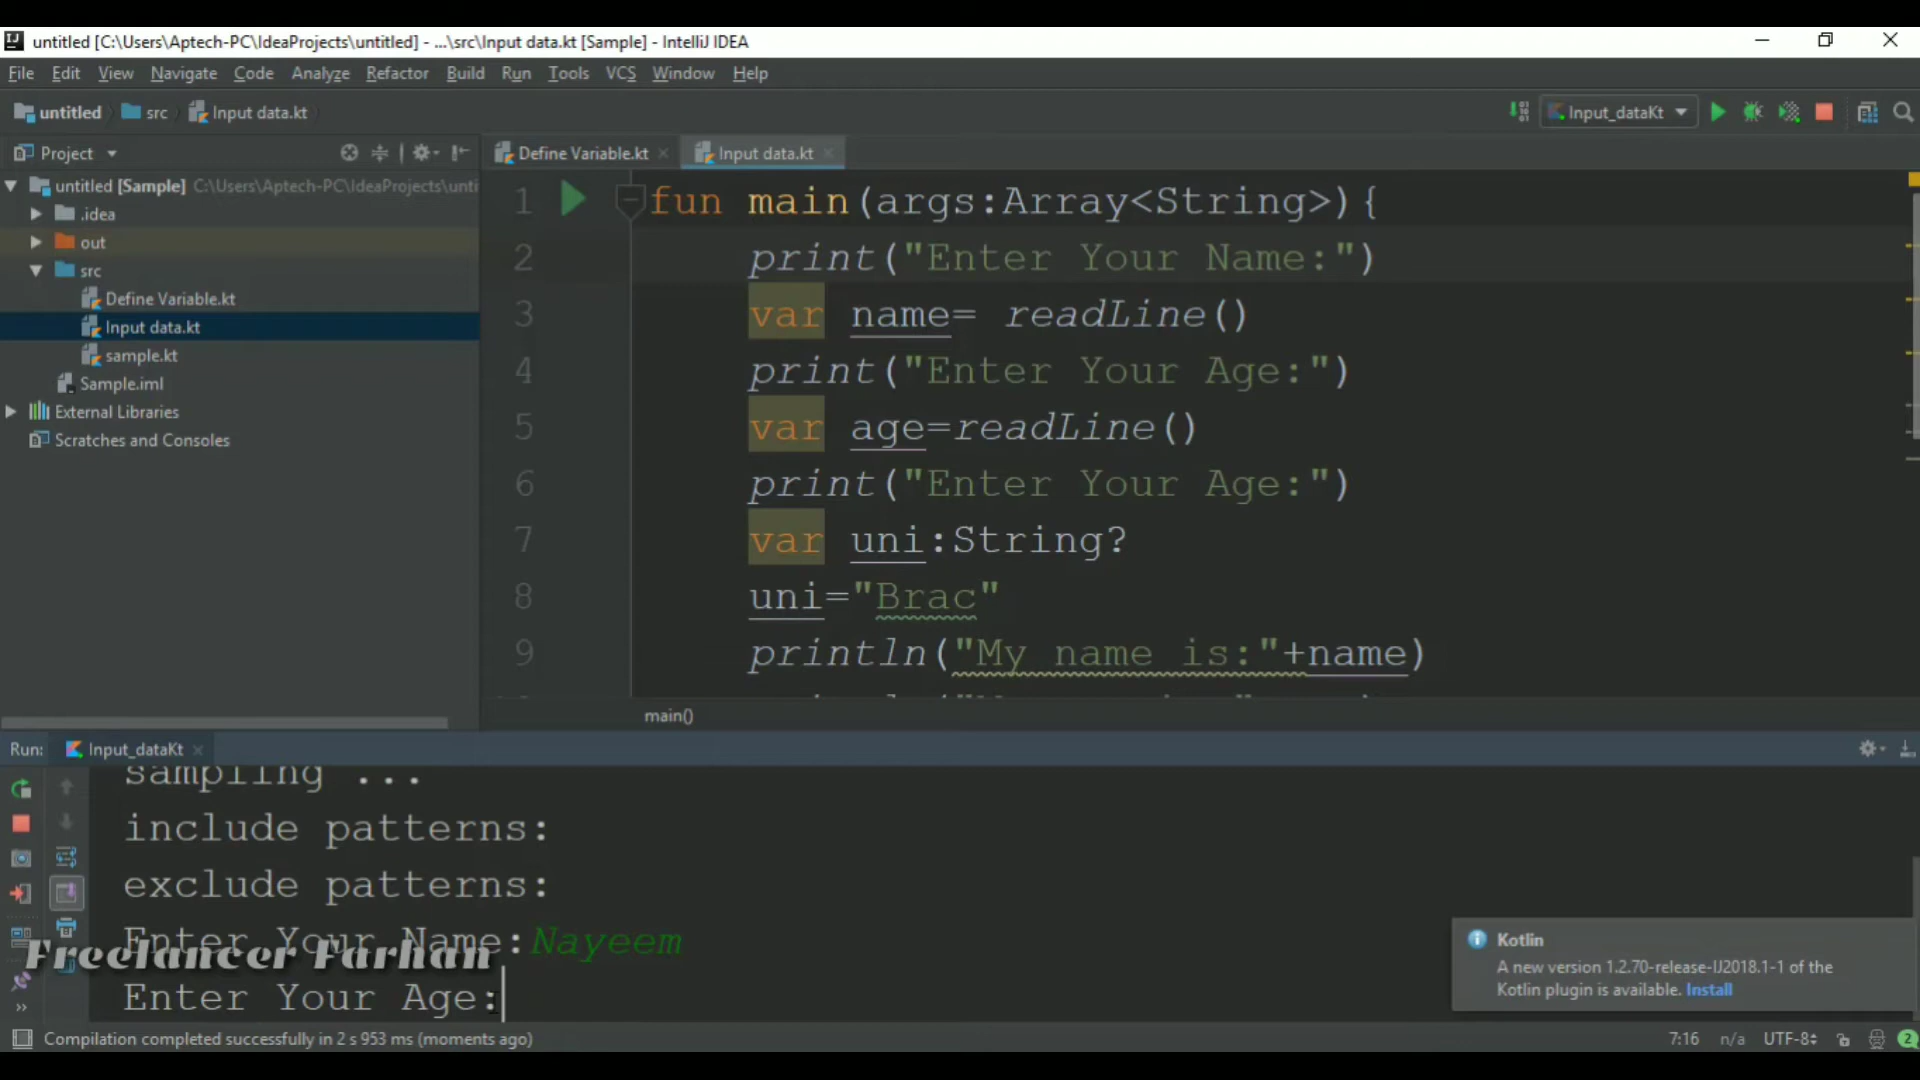 untitled [C:\Users\Aptech-PC\IdeaProjects\untitled] - ...\src\Input data.kt [Sample] - IntelliJ IDEA
File Edit View Navigate Code Analyze Refactor Build Run Tools VCS Window Help
untitled src Input data.kt Input_dataKt
Project Define Variable.kt Input data.kt
untitled [Sample] C:\Users\Aptech-PC\IdeaProjects\unti
.idea
out
src
Define Variable.kt
Input data.kt
sample.kt
Sample.iml
External Libraries
Scratches and Consoles
1 fun main(args:Array<String>){
2 print("Enter Your Name:")
3 var name= readLine()
4 print("Enter Your Age:")
5 var age=readLine()
6 print("Enter Your Age:")
7 var uni:String?
8 uni="Brac"
9 println("My name is:"+name)
main()
Run: Input_dataKt
sampling ...
include patterns:
exclude patterns:
Enter Your Name:Nayeem
Freelancer Farhan
Enter Your Age:
Kotlin
A new version 1.2.70-release-IJ2018.1-1 of the
Kotlin plugin is available. Install
Compilation completed successfully in 2 s 953 ms (moments ago) 7:16 n/a UTF-8 2